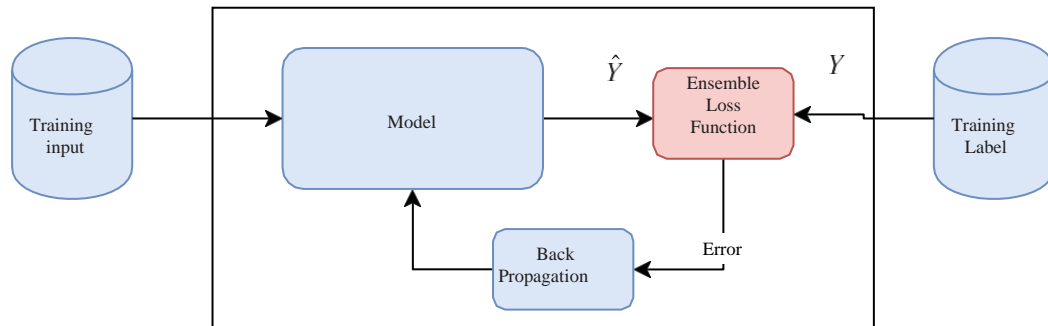 Training
input
Model
Ŷ
Ensemble
Loss
Function
Y
Training
Label
Error
Back
Propagation